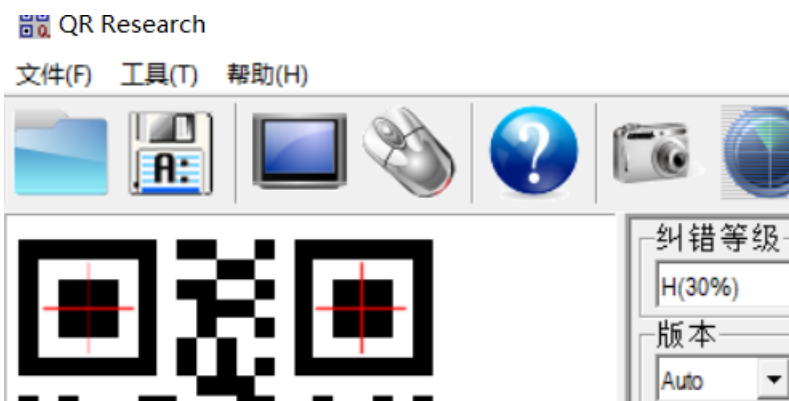 QR Research
文件(F) 工具(T) 帮助(H)
A:
纠错等级
H(30%)
版本
Auto